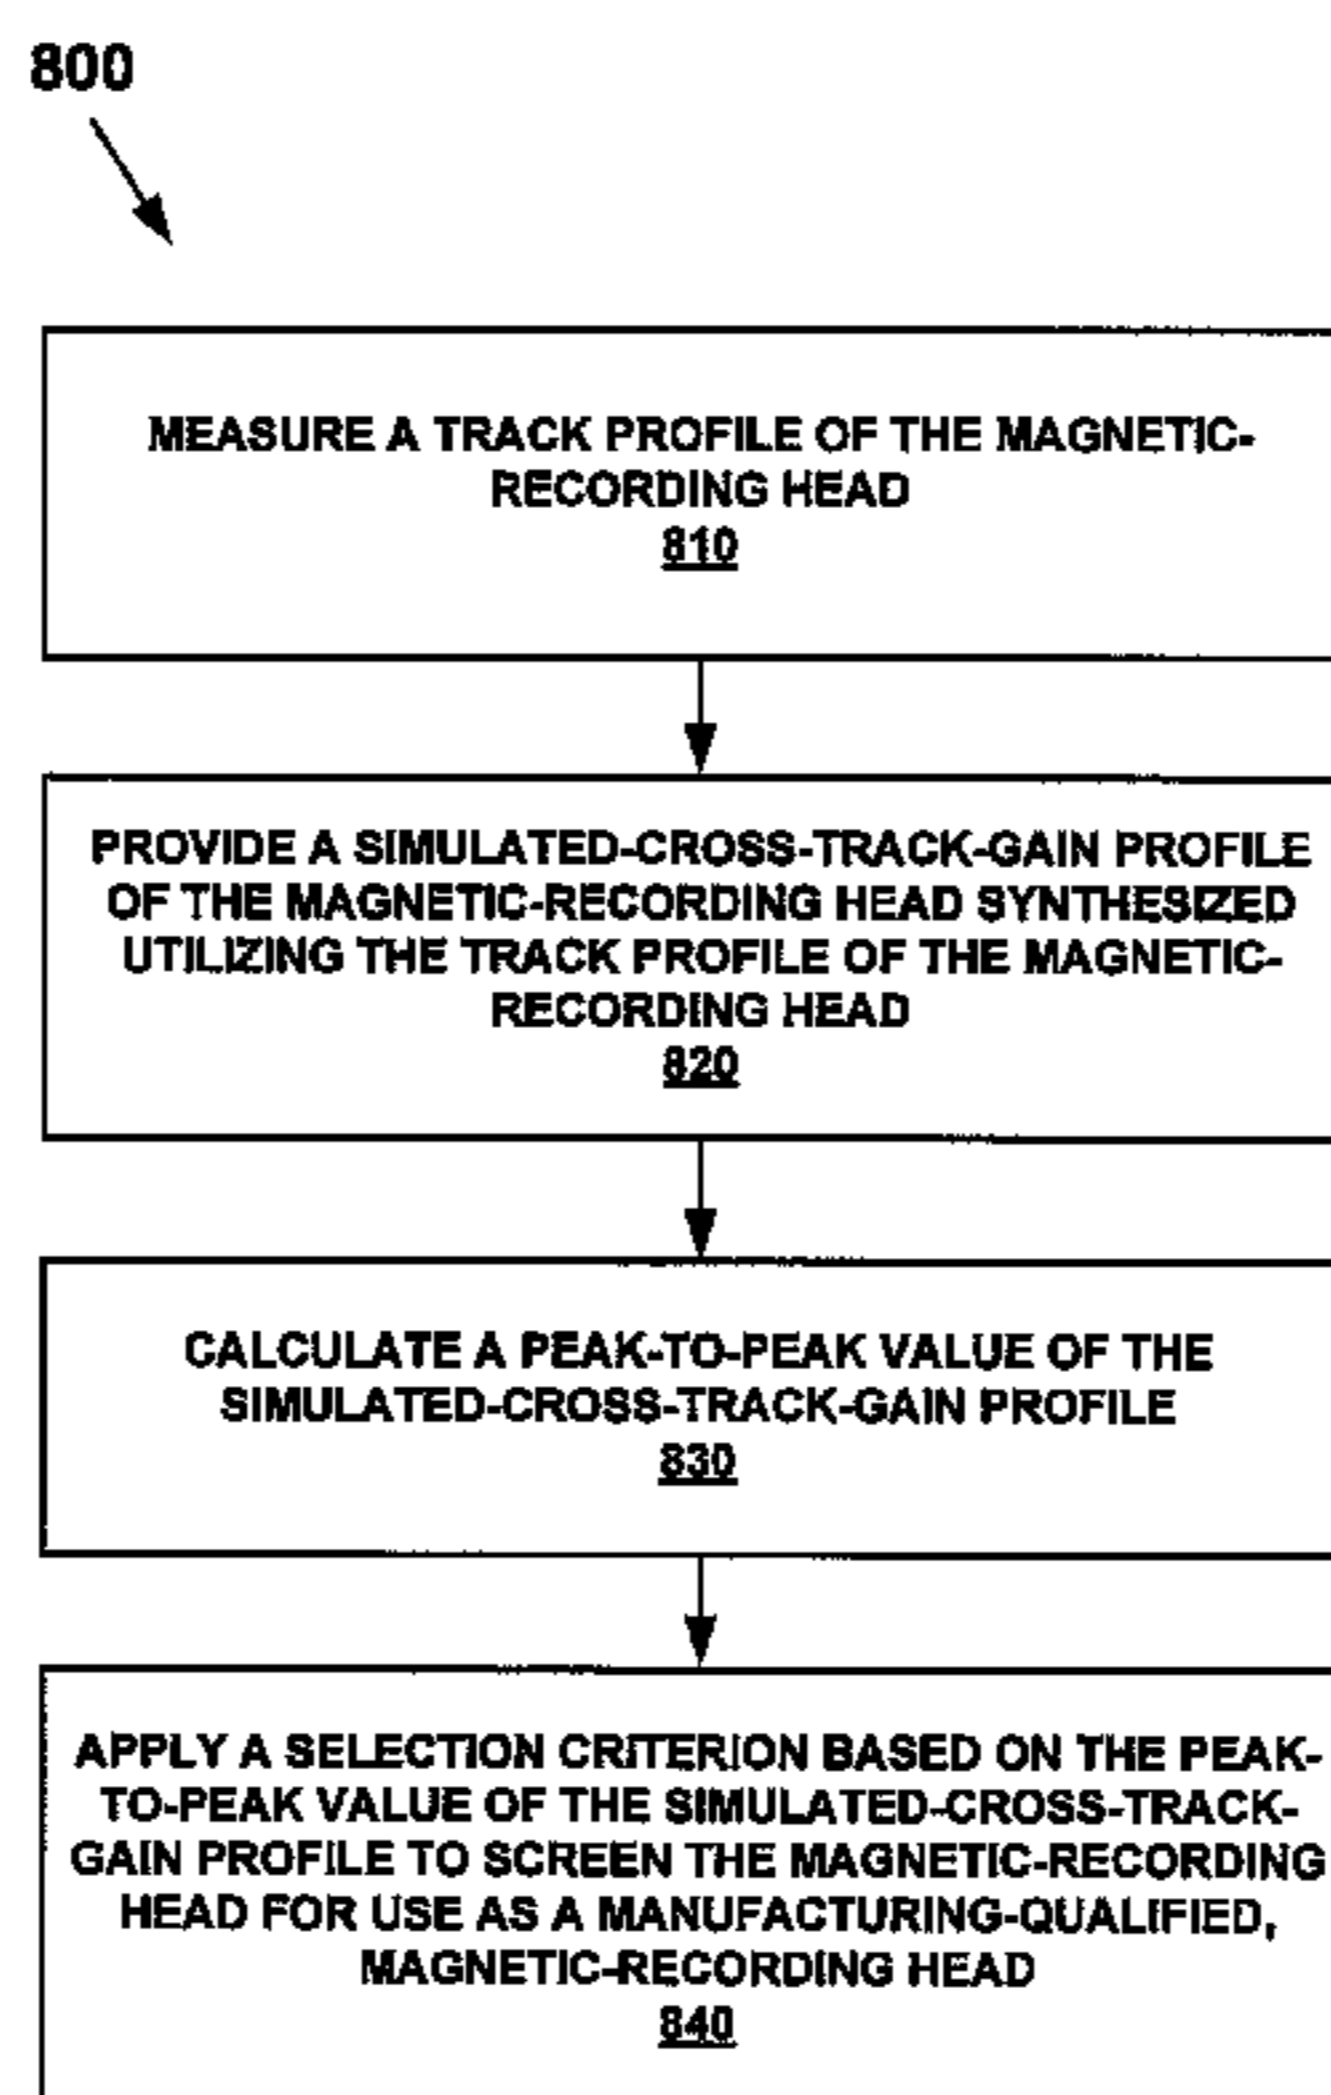 800
MEASURE A TRACK PROFILE OF THE MAGNETIC-
RECORDING HEAD
810
PROVIDE A SIMULATED-CROSS-TRACK-GAIN PROFILE
OF THE MAGNETIC-RECORDING HEAD SYNTHESIZED
UTILIZING THE TRACK PROFILE OF THE MAGNETIC-
RECORDING HEAD
820
CALCULATE A PEAK-TO-PEAK VALUE OF THE
SIMULATED-CROSS-TRACK-GAIN PROFILE
830
APPLY A SELECTION CRITERION BASED ON THE PEAK-
TO-PEAK VALUE OF THE SIMULATED-CROSS-TRACK-
GAIN PROFILE TO SCREEN THE MAGNETIC-RECORDING
HEAD FOR USE AS A MANUFACTURING-QUALIFIED,
MAGNETIC-RECORDING HEAD
840